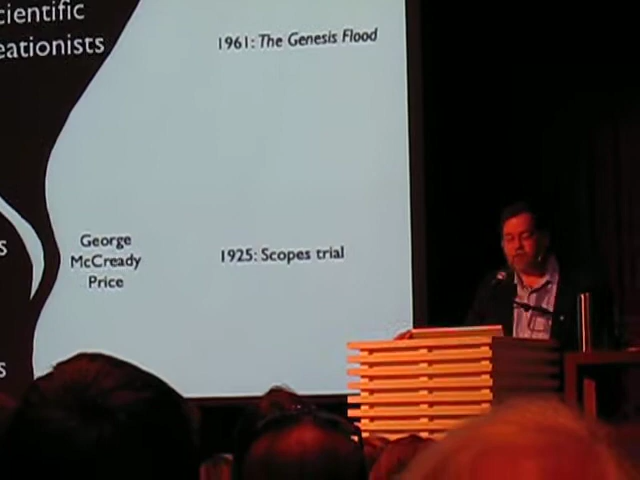 cientific
eationists
1961: The Genesis Flood
George
McCready
Price
1925: Scopes trial
s
s